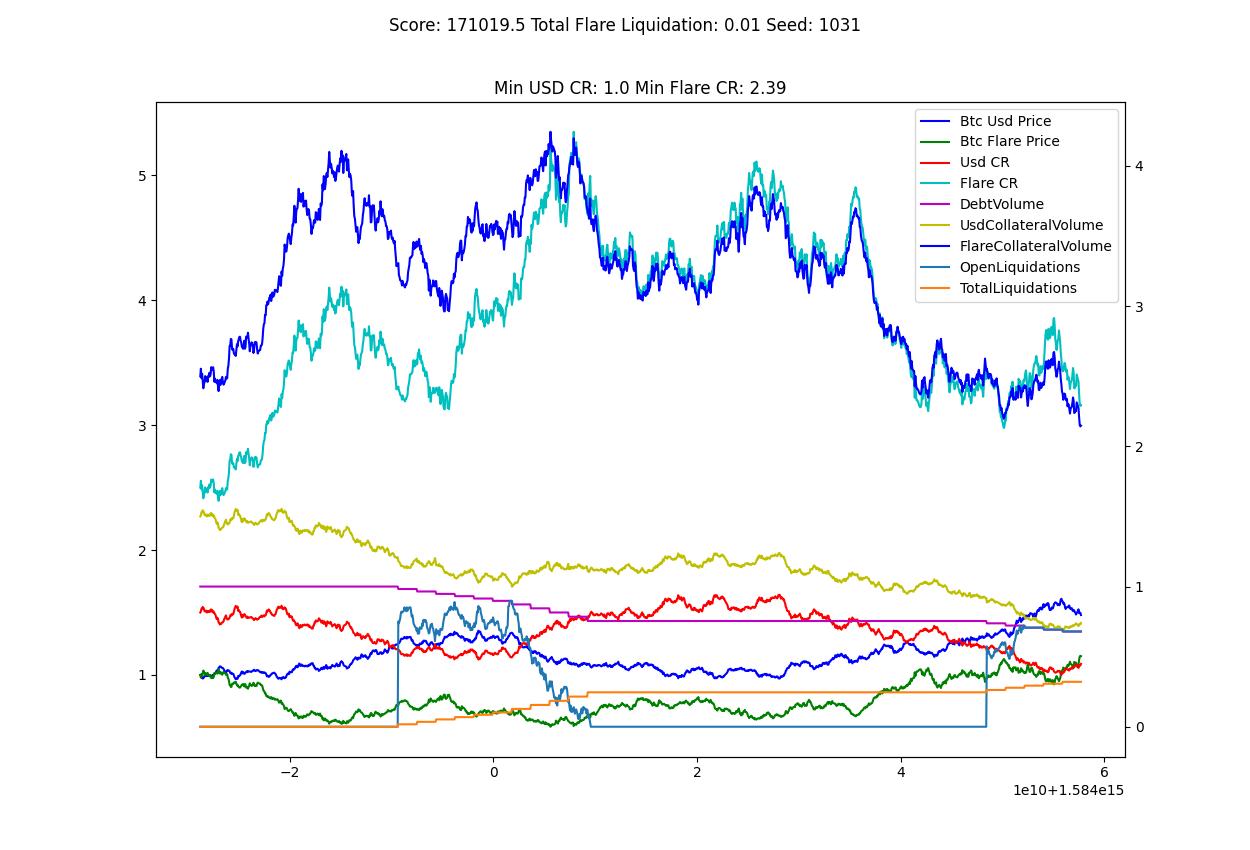 Score: 171019.5 Total Flare Liquidation: 0.01 Seed: 1031
Min USD CR: 1.0 Min Flare CR: 2.39
Btc Usd Price
Btc Flare Price
Usd CR
Flare CR
DebtVolume
UsdCollateralVolume
FlareCollateralVolume
OpenLiquidations
TotalLiquidations
5
4
3
2
1
4
3
2
1
0
−2 0 2 4 6
1e10+1.584e15